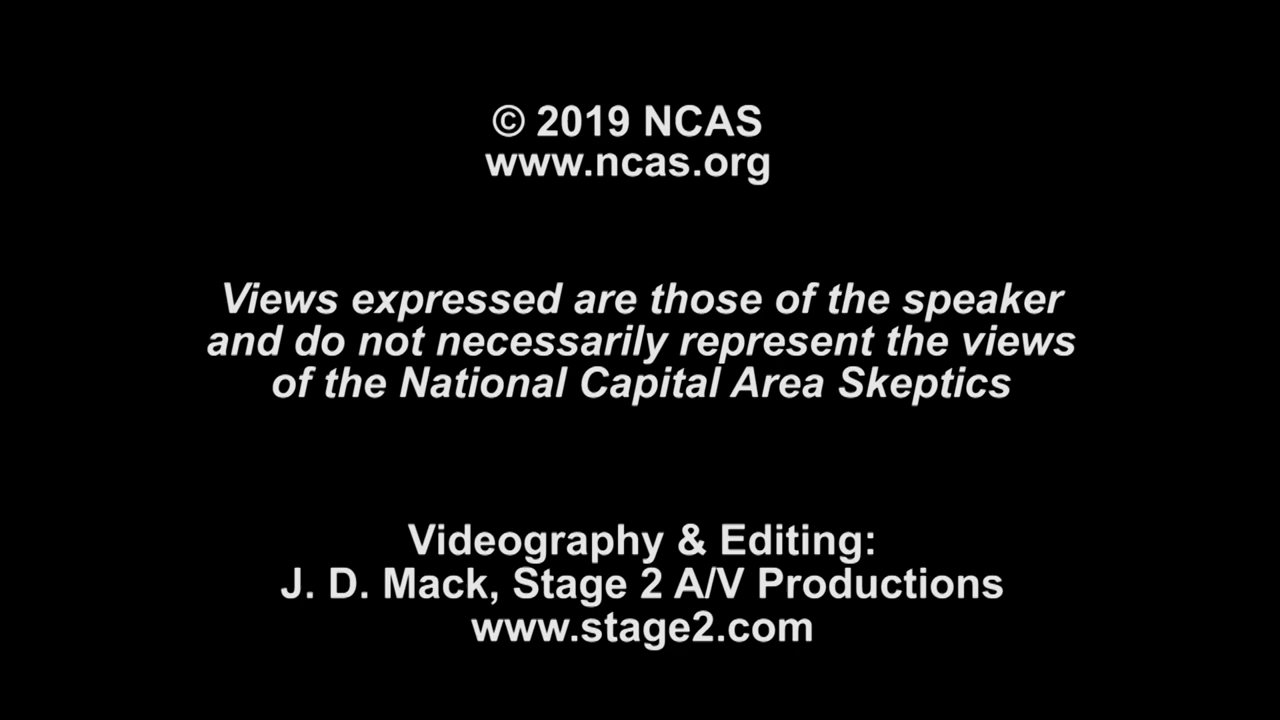 © 2019 NCAS
www.ncas.org
Views expressed are those of the speaker
and do not necessarily represent the views
of the National Capital Area Skeptics
Videography & Editing:
J. D. Mack, Stage 2 A/V Productions
www.stage2.com